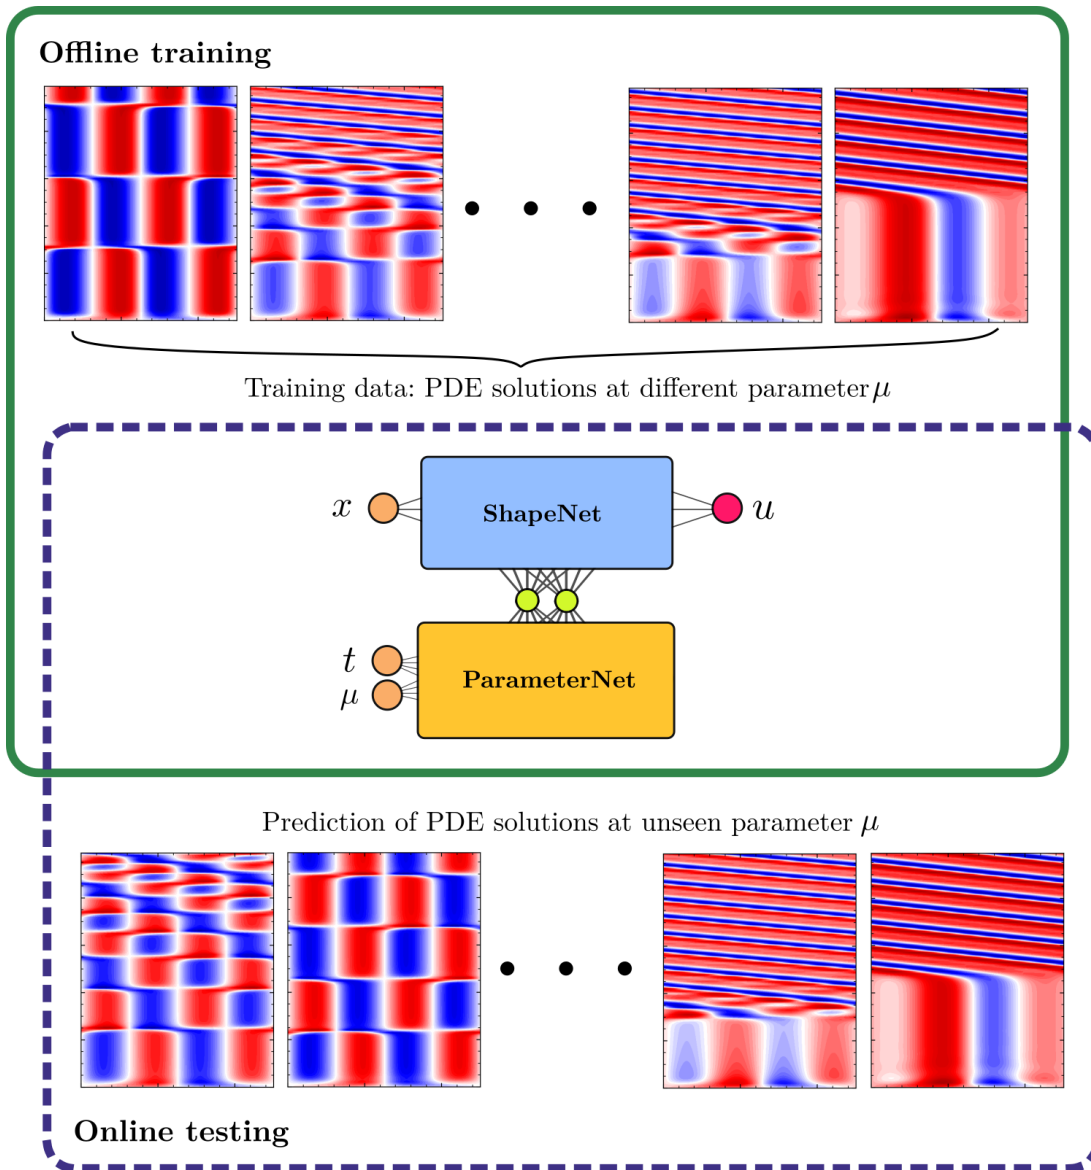 Offline training
Training data: PDE solutions at different parameter μ
x
ShapeNet
u
t
μ
ParameterNet
Prediction of PDE solutions at unseen parameter μ
Online testing